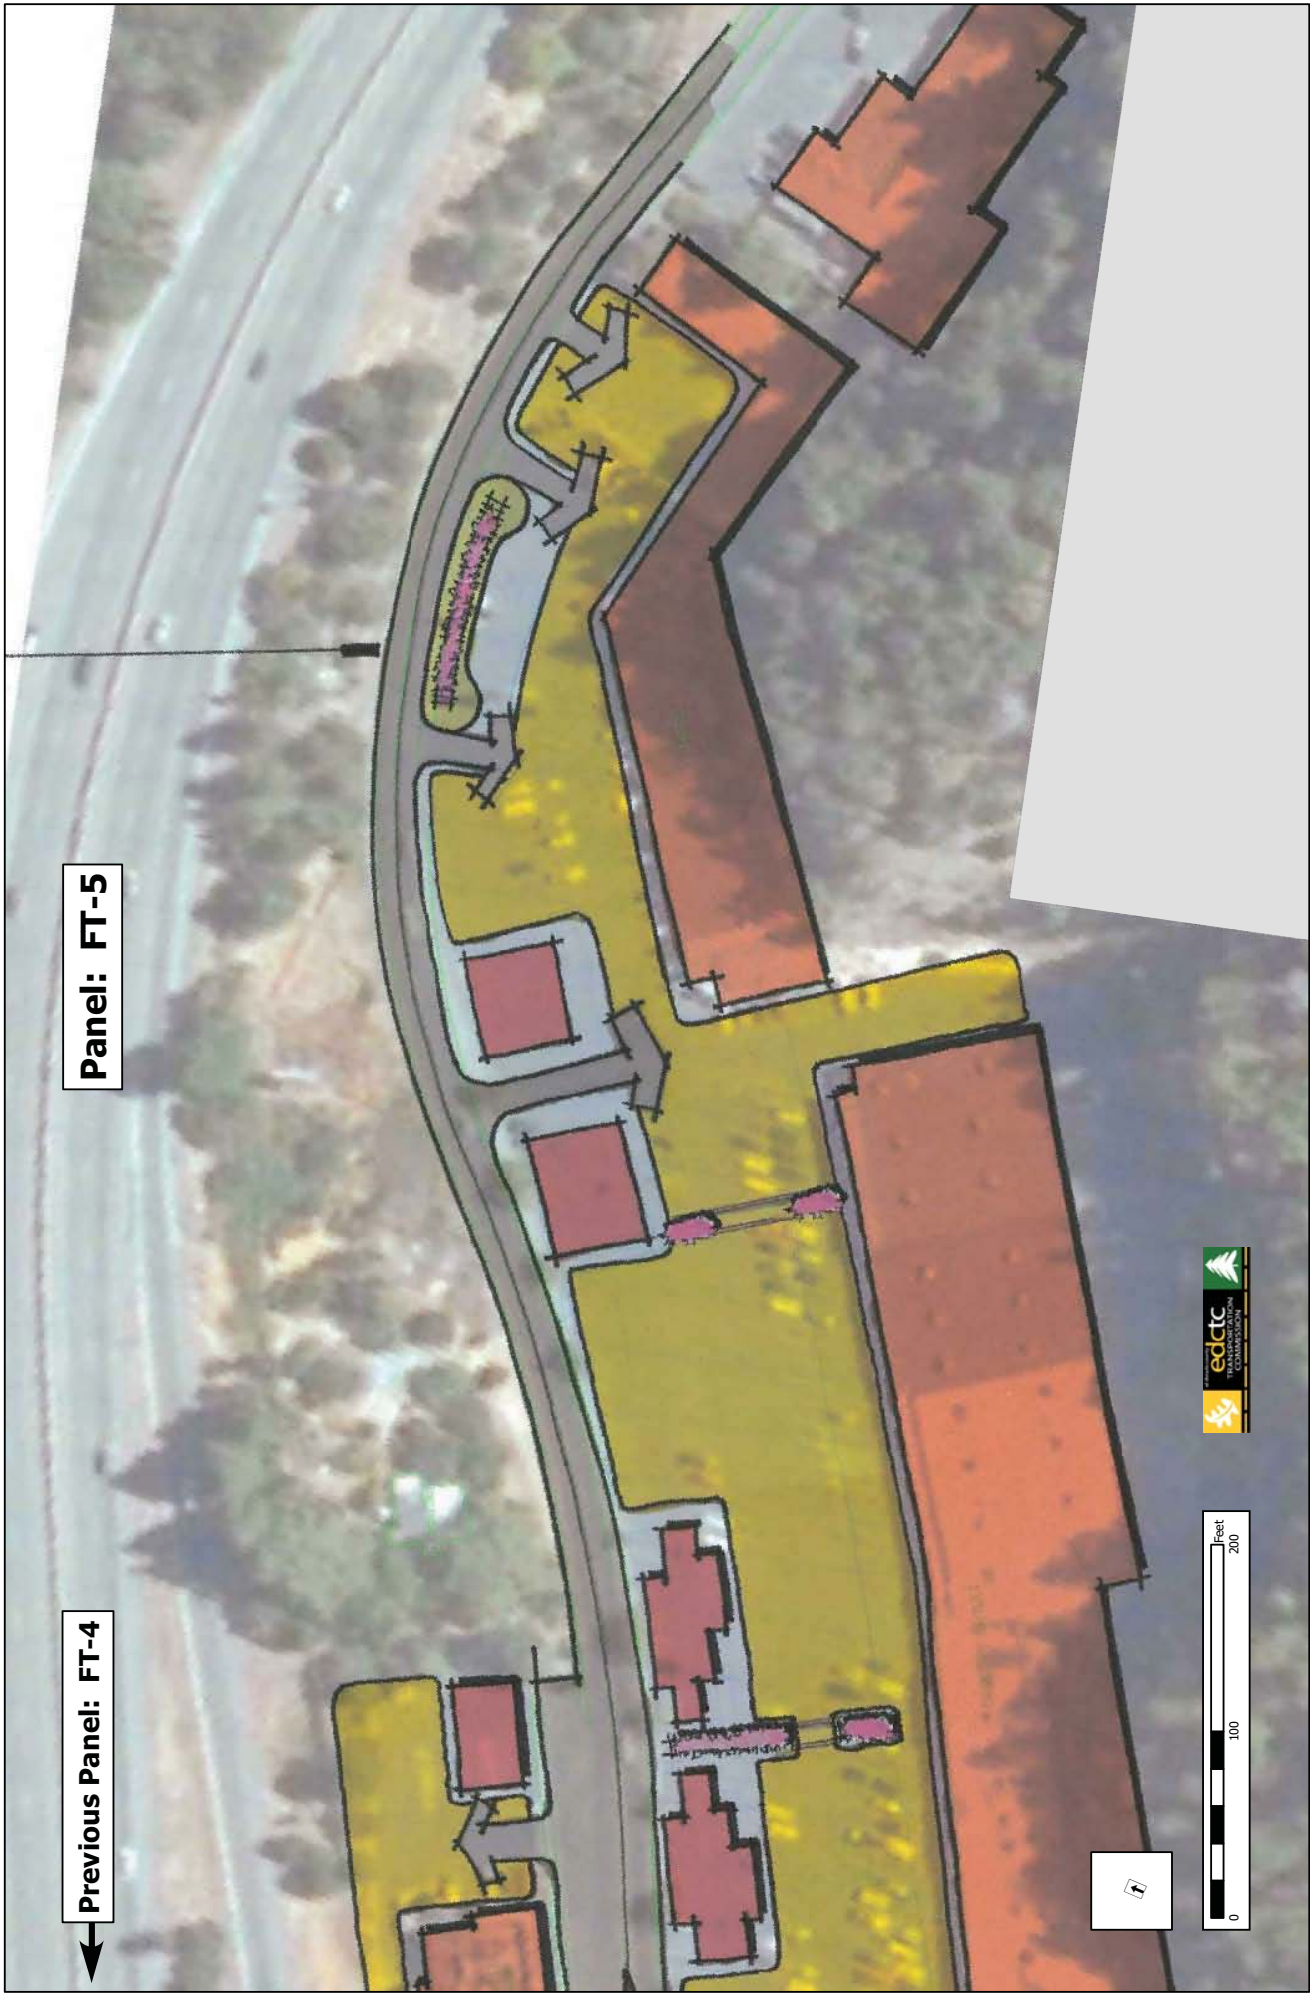 Panel: FT-5
Previous Panel: FT-4
edctc
TRANSPORTATION
COMMISSION
Feet
0 100 200